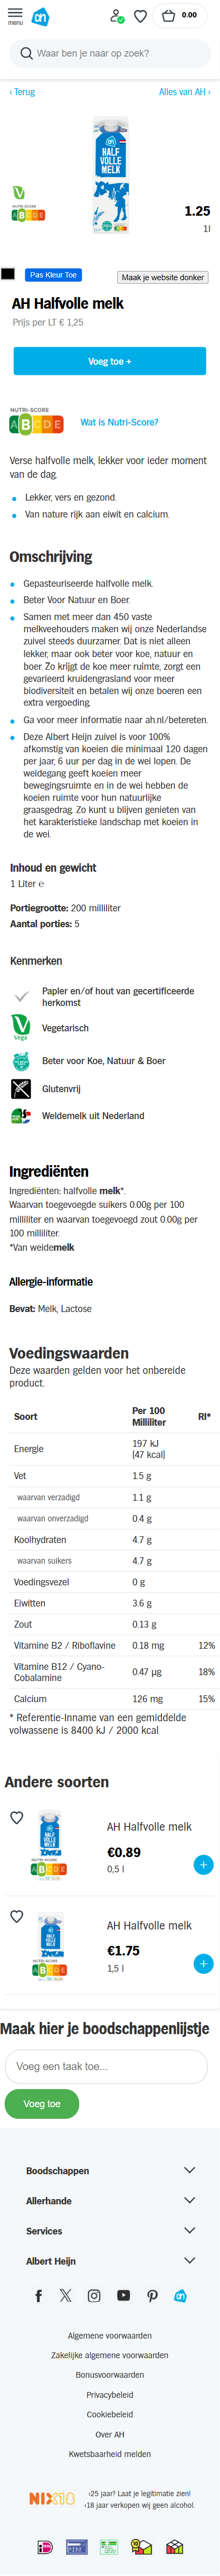 menu
0.00
Waar ben je naar op zoek?
‹ Terug
Alles van AH ›
HALF
VOLLE
MELK
NUTRI-SCORE
ABCDE
1.25
1l
Pas Kleur Toe
Maak je website donker
AH Halfvolle melk
Prijs per LT € 1,25
Voeg toe +
NUTRI-SCORE
ABCDE
Wat is Nutri-Score?
Verse halfvolle melk, lekker voor ieder moment
van de dag.
Lekker, vers en gezond.
Van nature rijk aan eiwit en calcium.
Omschrijving
Gepasteuriseerde halfvolle melk.
Beter Voor Natuur en Boer.
Samen met meer dan 450 vaste
melkveehouders maken wij onze Nederlandse
zuivel steeds duurzamer. Dat is niet alleen
lekker, maar ook beter voor koe, natuur en
boer. Zo krijgt de koe meer ruimte, zorgt een
gevarieerd kruidengrasland voor meer
biodiversiteit en betalen wij onze boeren een
extra vergoeding.
Ga voor meer informatie naar ah.nl/betereten.
Deze Albert Heijn zuivel is voor 100%
afkomstig van koeien die minimaal 120 dagen
per jaar, 6 uur per dag in de wei lopen. De
weidegang geeft koeien meer
bewegingsruimte en in de wei hebben de
koeien ruimte voor hun natuurlijke
graasgedrag. Zo kunt u blijven genieten van
het karakteristieke landschap met koeien in
de wei.
Inhoud en gewicht
1 Liter ℮
Portiegrootte: 200 milliliter
Aantal porties: 5
Kenmerken
Papier en/of hout van gecertificeerde
herkomst
Vegetarisch
Beter voor Koe, Natuur & Boer
Glutenvrij
Weidemelk uit Nederland
Ingrediënten
Ingrediënten: halfvolle melk*.
Waarvan toegevoegde suikers 0.00g per 100
milliliter en waarvan toegevoegd zout 0.00g per
100 milliliter.
*Van weidemelk
Allergie-informatie
Bevat: Melk, Lactose
Voedingswaarden
Deze waarden gelden voor het onbereide
product.
Soort Per 100 Milliliter RI*
Energie 197 kJ (47 kcal)
Vet 1.5 g
waarvan verzadigd 1.1 g
waarvan onverzadigd 0.4 g
Koolhydraten 4.7 g
waarvan suikers 4.7 g
Voedingsvezel 0 g
Eiwitten 3.6 g
Zout 0.13 g
Vitamine B2 / Riboflavine 0.18 mg 12%
Vitamine B12 / Cyano-Cobalamine 0.47 µg 18%
Calcium 126 mg 15%
* Referentie-Inname van een gemiddelde
volwassene is 8400 kJ / 2000 kcal
Andere soorten
AH Halfvolle melk
€0.89
0,5 l
NUTRI-SCORE
ABCDE
AH Halfvolle melk
€1.75
1,5 l
NUTRI-SCORE
ABCDE
Maak hier je boodschappenlijstje
Voeg een taak toe...
Voeg toe
Boodschappen
Allerhande
Services
Albert Heijn
Algemene voorwaarden
Zakelijke algemene voorwaarden
Bonusvoorwaarden
Privacybeleid
Cookiebeleid
Over AH
Kwetsbaarheid melden
NIX18
‹25 jaar? Laat je legitimatie zien!
‹18 jaar verkopen wij geen alcohol.